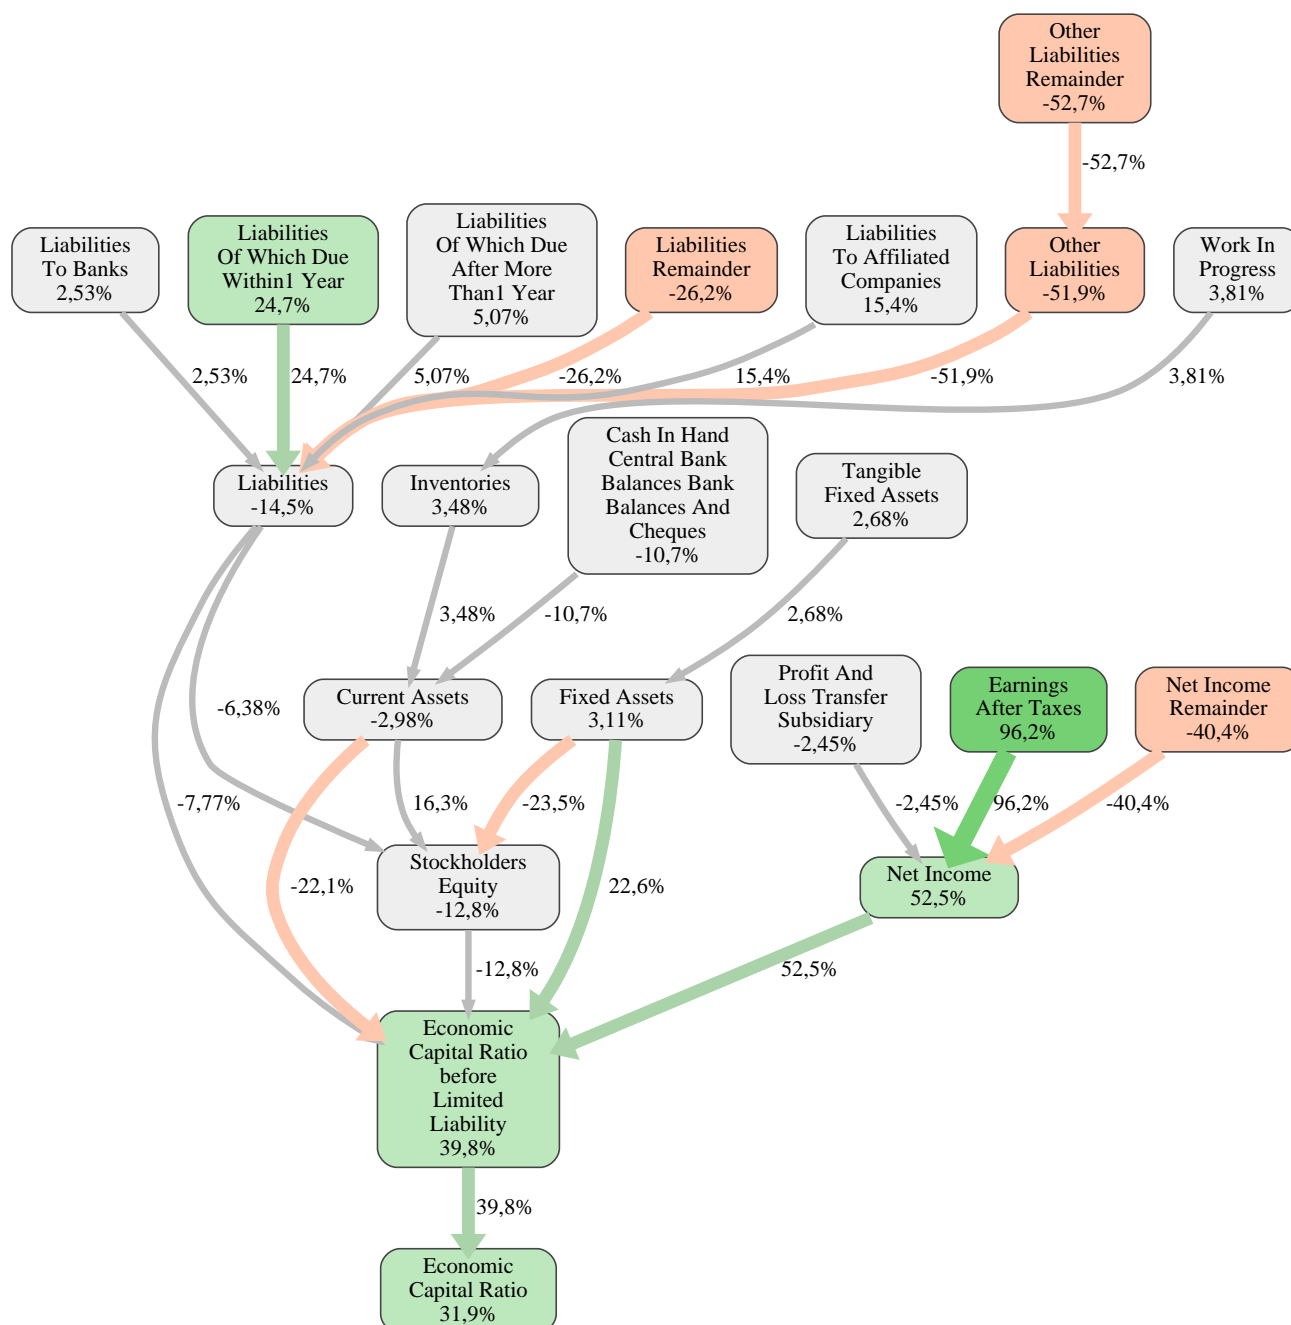 Other
Liabilities
Remainder
-52,7%
-52,7%
Liabilities
To Banks
2,53%
Liabilities
Of Which Due
Within1 Year
24,7%
Liabilities
Of Which Due
After More
Than1 Year
5,07%
Liabilities
Remainder
-26,2%
Liabilities
To Affiliated
Companies
15,4%
Other
Liabilities
-51,9%
Work In
Progress
3,81%
2,53%
24,7%
5,07%
-26,2%
15,4%
-51,9%
3,81%
Liabilities
-14,5%
Inventories
3,48%
Cash In Hand
Central Bank
Balances Bank
Balances And
Cheques
-10,7%
Tangible
Fixed Assets
2,68%
3,48%
-10,7%
2,68%
Current Assets
-2,98%
Fixed Assets
3,11%
Profit And
Loss Transfer
Subsidiary
-2,45%
Earnings
After Taxes
96,2%
Net Income
Remainder
-40,4%
-6,38%
-7,77%
16,3%
-23,5%
-2,45%
96,2%
-40,4%
Stockholders
Equity
-12,8%
Net Income
52,5%
-22,1%
22,6%
-12,8%
52,5%
Economic
Capital Ratio
before
Limited
Liability
39,8%
39,8%
Economic
Capital Ratio
31,9%